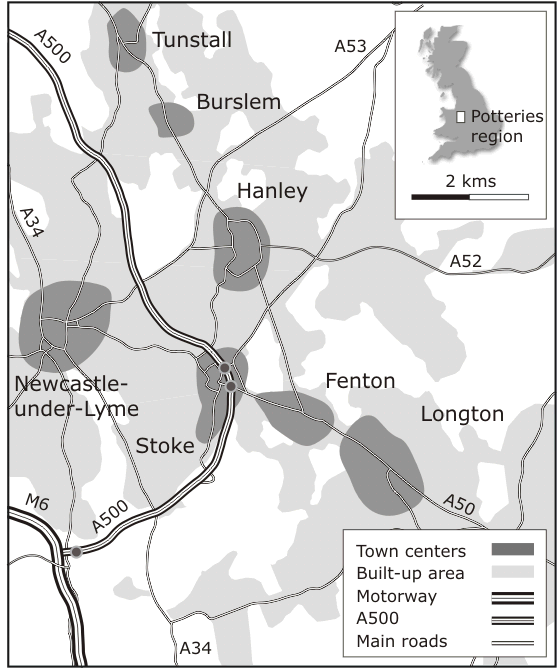 A500
Tunstall
A53
Burslem
Potteries
region
2 kms
Hanley
A34
A52
Newcastle-
under-Lyme
Fenton
Longton
Stoke
M6
A500
A50
Town centers
Built-up area
Motorway
A500
Main roads
A34